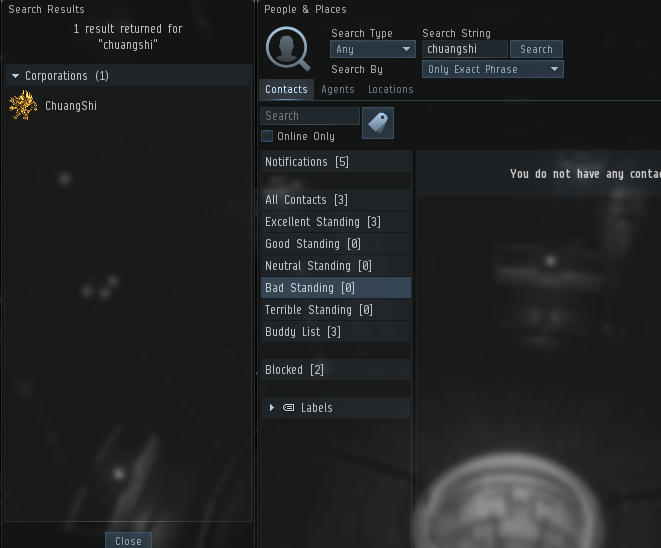 Search Results
1 result returned for
"chuangshi"
Corporations (1)
ChuangShi
Close
People & Places
Search Type
Search String
Any
chuangshi
Search
Search By
Only Exact Phrase
Contacts
Agents
Locations
Search
Online Only
Notifications [5]
All Contacts [3]
Excellent Standing [3]
Good Standing [0]
Neutral Standing [0]
Bad Standing [0]
Terrible Standing [0]
Buddy List [3]
Blocked [2]
Labels
You do not have any conta